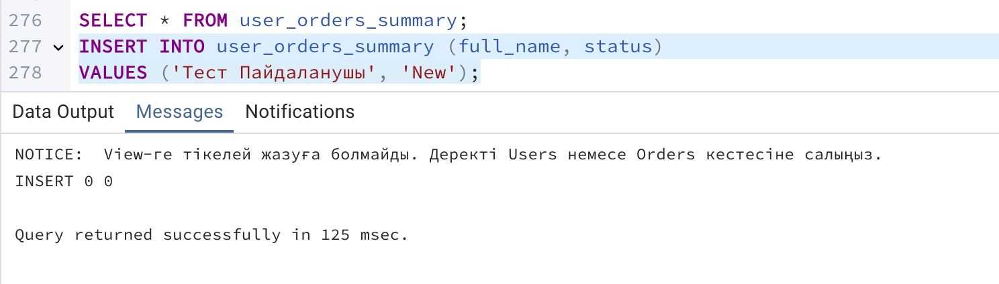 276 SELECT * FROM user_orders_summary;
277 INSERT INTO user_orders_summary (full_name, status)
278 VALUES ('Тест Пайдаланушы', 'New');
Data Output Messages Notifications
NOTICE:  View-ге тікелей жазуға болмайды. Деректі Users немесе Orders кестесіне салыңыз.
INSERT 0 0
Query returned successfully in 125 msec.